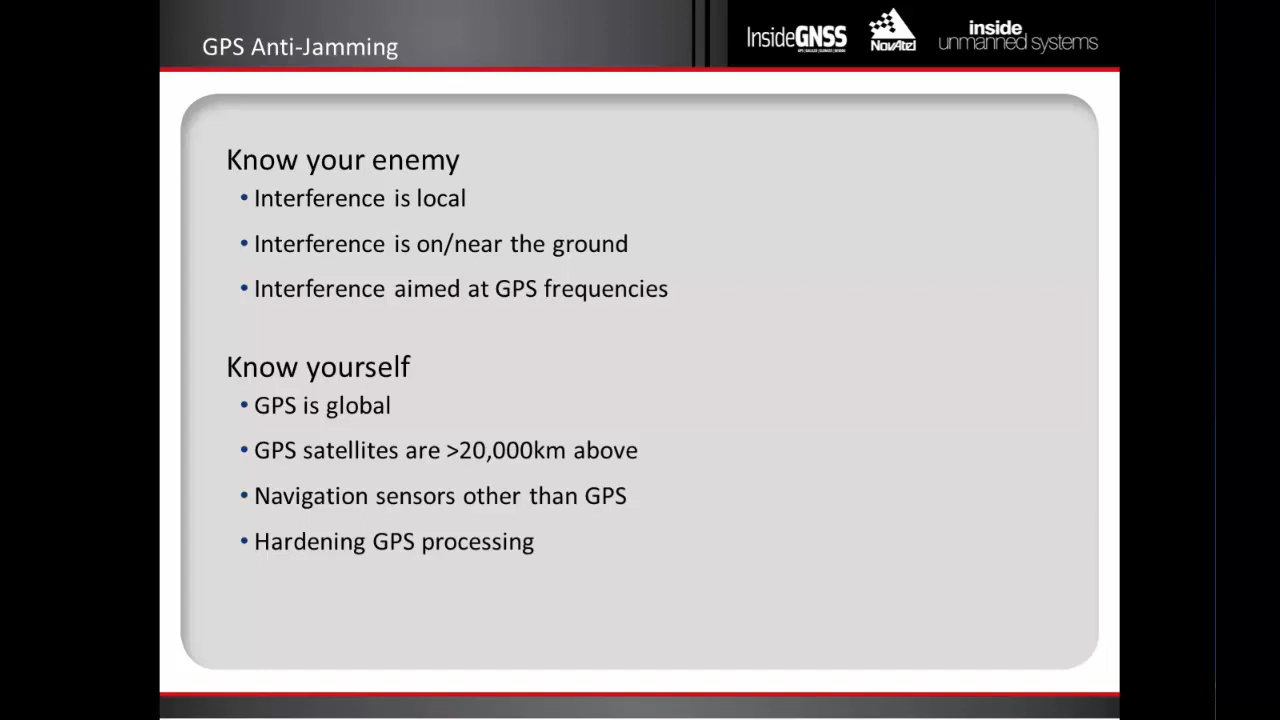 GPS Anti-Jamming
InsideGNSS
NovAtel
inside
unmanned systems
Know your enemy
• Interference is local
• Interference is on/near the ground
• Interference aimed at GPS frequencies
Know yourself
• GPS is global
• GPS satellites are >20,000km above
• Navigation sensors other than GPS
• Hardening GPS processing